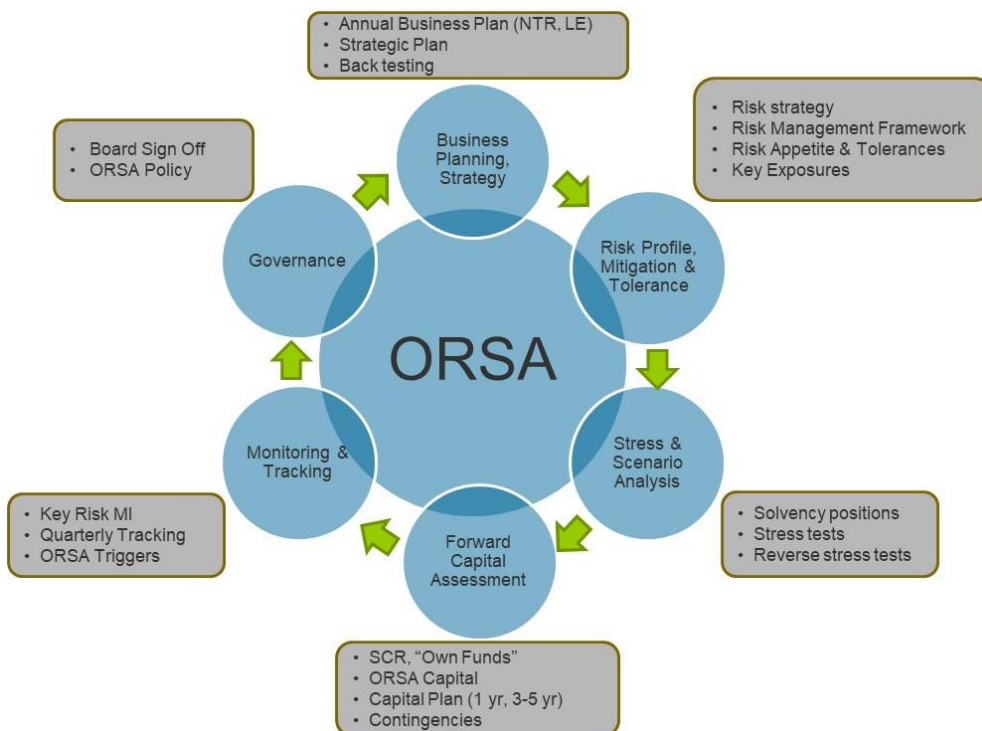 • Annual Business Plan (NTR, LE)
• Strategic Plan
• Back testing
Business
Planning,
Strategy
• Risk strategy
• Risk Management Framework
• Risk Appetite & Tolerances
• Key Exposures
• Board Sign Off
• ORSA Policy
Governance
Risk Profile,
Mitigation &
Tolerance
ORSA
Monitoring &
Tracking
Stress &
Scenario
Analysis
• Key Risk MI
• Quarterly Tracking
• ORSA Triggers
• Solvency positions
• Stress tests
• Reverse stress tests
Forward
Capital
Assessment
• SCR, “Own Funds”
• ORSA Capital
• Capital Plan (1 yr, 3-5 yr)
• Contingencies